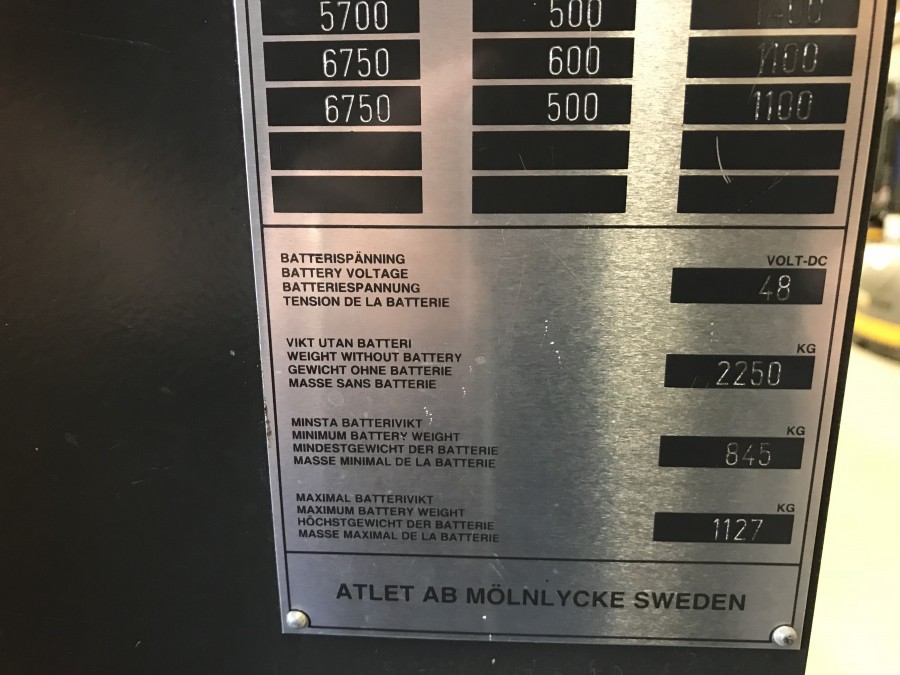 5700 500 1400
6750 600 1100
6750 500 1100
BATTERISPÄNNING
BATTERY VOLTAGE
BATTERIESPANNUNG
TENSION DE LA BATTERIE
VOLT-DC
48
VIKT UTAN BATTERI
WEIGHT WITHOUT BATTERY
GEWICHT OHNE BATTERIE
MASSE SANS BATTERIE
KG
2250
MINSTA BATTERIVIKT
MINIMUM BATTERY WEIGHT
MINDESTGEWICHT DER BATTERIE
MASSE MINIMAL DE LA BATTERIE
KG
845
MAXIMAL BATTERIVIKT
MAXIMUM BATTERY WEIGHT
HÖCHSTGEWICHT DER BATTERIE
MASSE MAXIMAL DE LA BATTERIE
KG
1127
ATLET AB MÖLNLYCKE SWEDEN